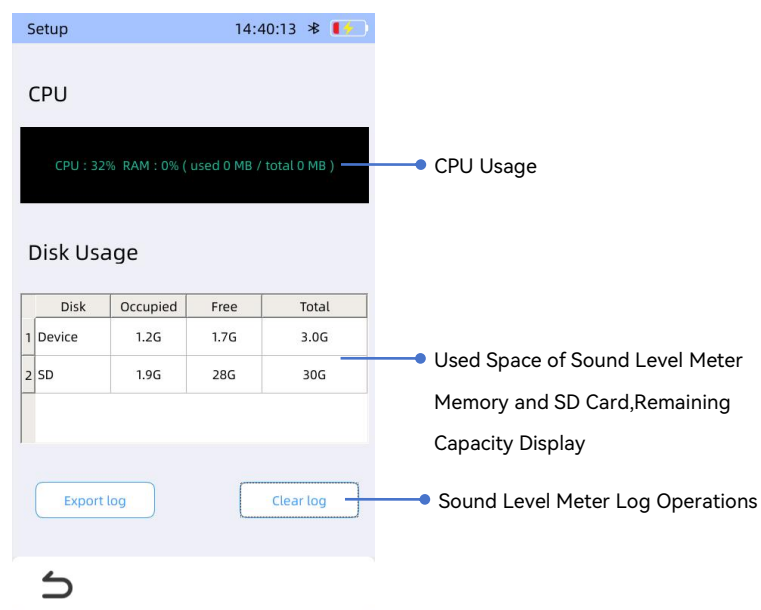 Setup 14:40:13
CPU
CPU : 32% RAM : 0% ( used 0 MB / total 0 MB )
CPU Usage
Disk Usage
Disk Occupied Free Total
1 Device 1.2G 1.7G 3.0G
2 SD 1.9G 28G 30G
Used Space of Sound Level Meter
Memory and SD Card,Remaining
Capacity Display
Export log Clear log
Sound Level Meter Log Operations